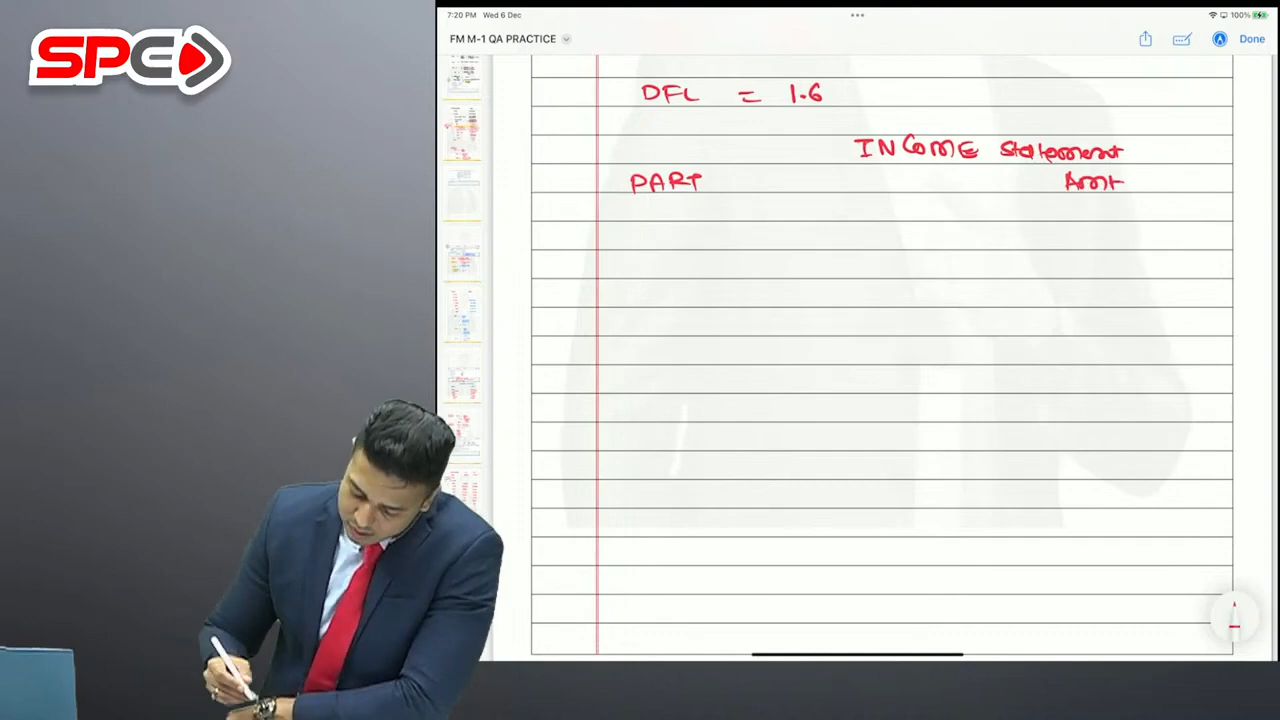 SPED
7:20 PM Wed 6 Dec
100%
FM M-1 QA PRACTICE
Done
DFL = 1.6
INCOME Statement
PART Amt